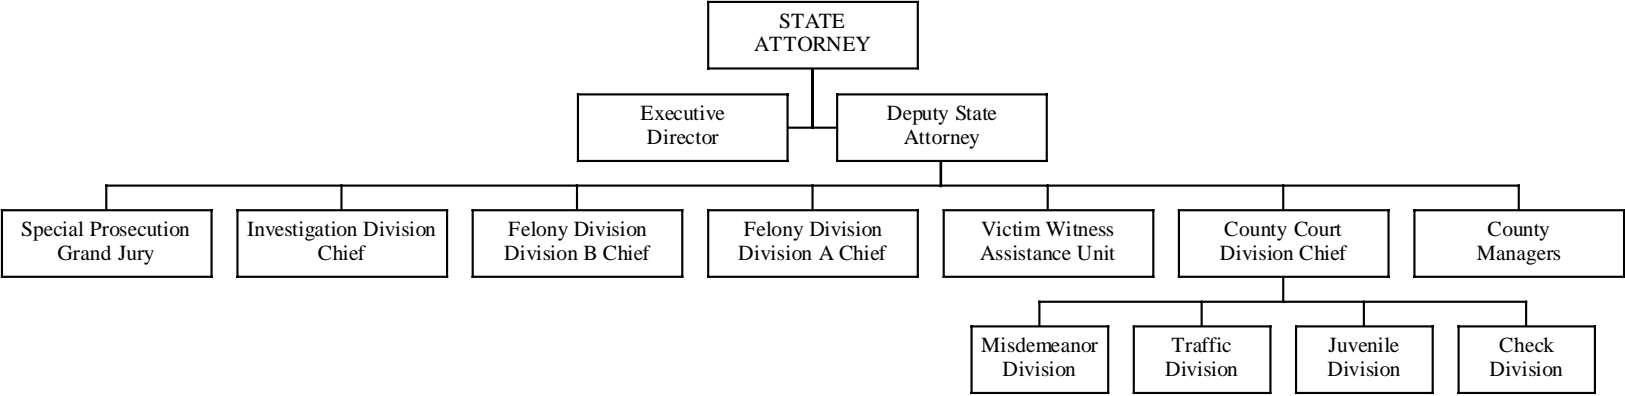 STATE
ATTORNEY
Executive
Director
Deputy State
Attorney
Special Prosecution
Grand Jury
Investigation Division
Chief
Felony Division
Division B Chief
Felony Division
Division A Chief
Victim Witness
Assistance Unit
County Court
Division Chief
County
Managers
Misdemeanor
Division
Traffic
Division
Juvenile
Division
Check
Division